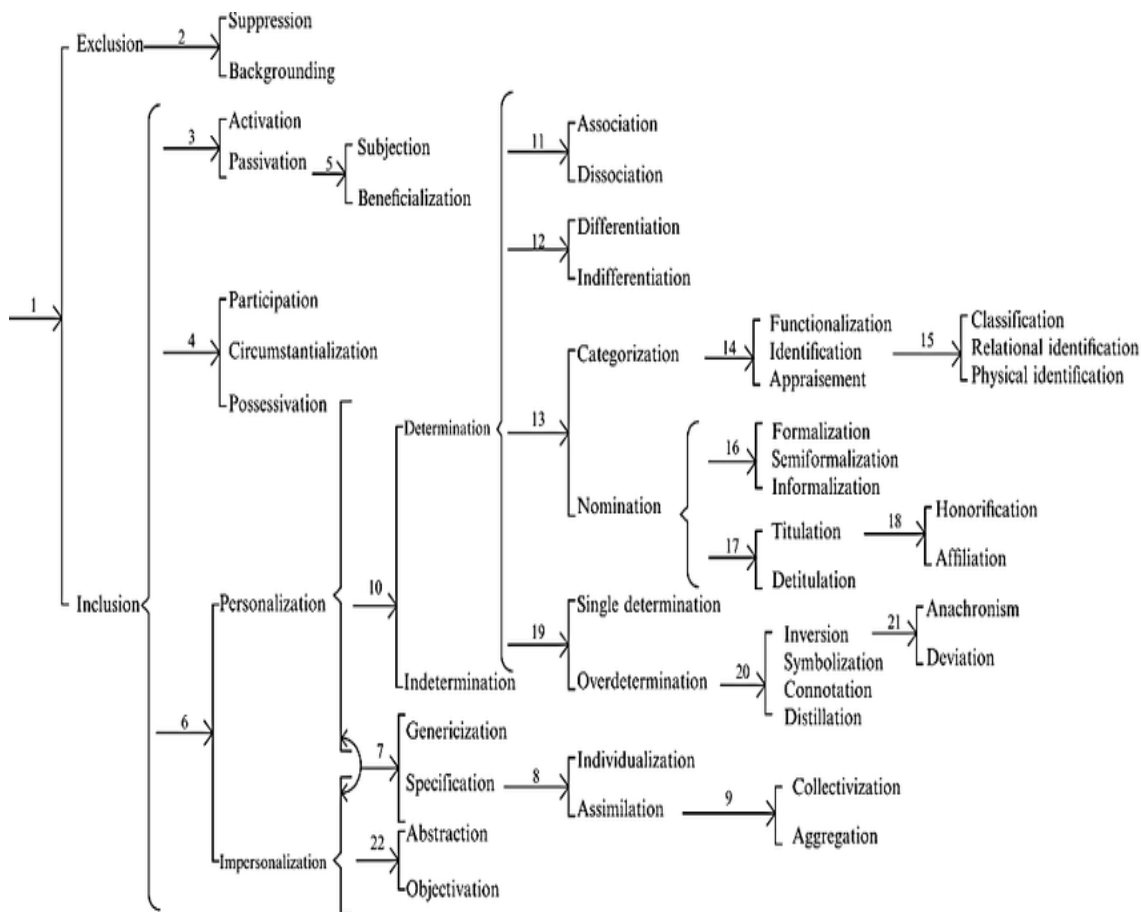 Suppression
Exclusion 2
Backgrounding
3 Activation
Passivation 5 Subjection
Beneficialization
11 Association
Dissociation
12 Differentiation
Indifferentiation
1
4 Participation
Circumstantialization
Possessivation
Determination
13 Categorization
14 Functionalization
Identification
Appraisement
15 Classification
Relational identification
Physical identification
Nomination
16 Formalization
Semiformalization
Informalization
17 Titulation
Detitulation
18 Honorification
Affiliation
Inclusion
6 Personalization
10
Indetermination
19 Single determination
Overdetermination
20 Inversion
Symbolization
Connotation
Distillation
21 Anachronism
Deviation
7 Genericization
Specification
8 Individualization
Assimilation
9 Collectivization
Aggregation
Impersonalization
22 Abstraction
Objectivation